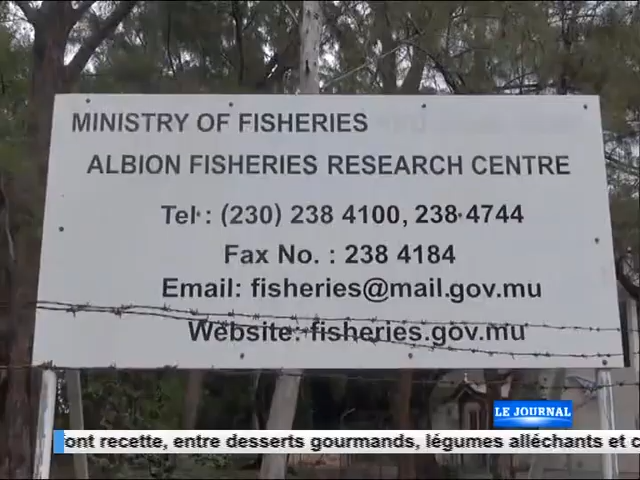 MINISTRY OF FISHERIES
ALBION FISHERIES RESEARCH CENTRE
Tel : (230) 238 4100, 238 4744
Fax No. : 238 4184
Email: fisheries@mail.gov.mu
Website: fisheries.gov.mu
LE JOURNAL
font recette, entre desserts gourmands, légumes alléchants et c